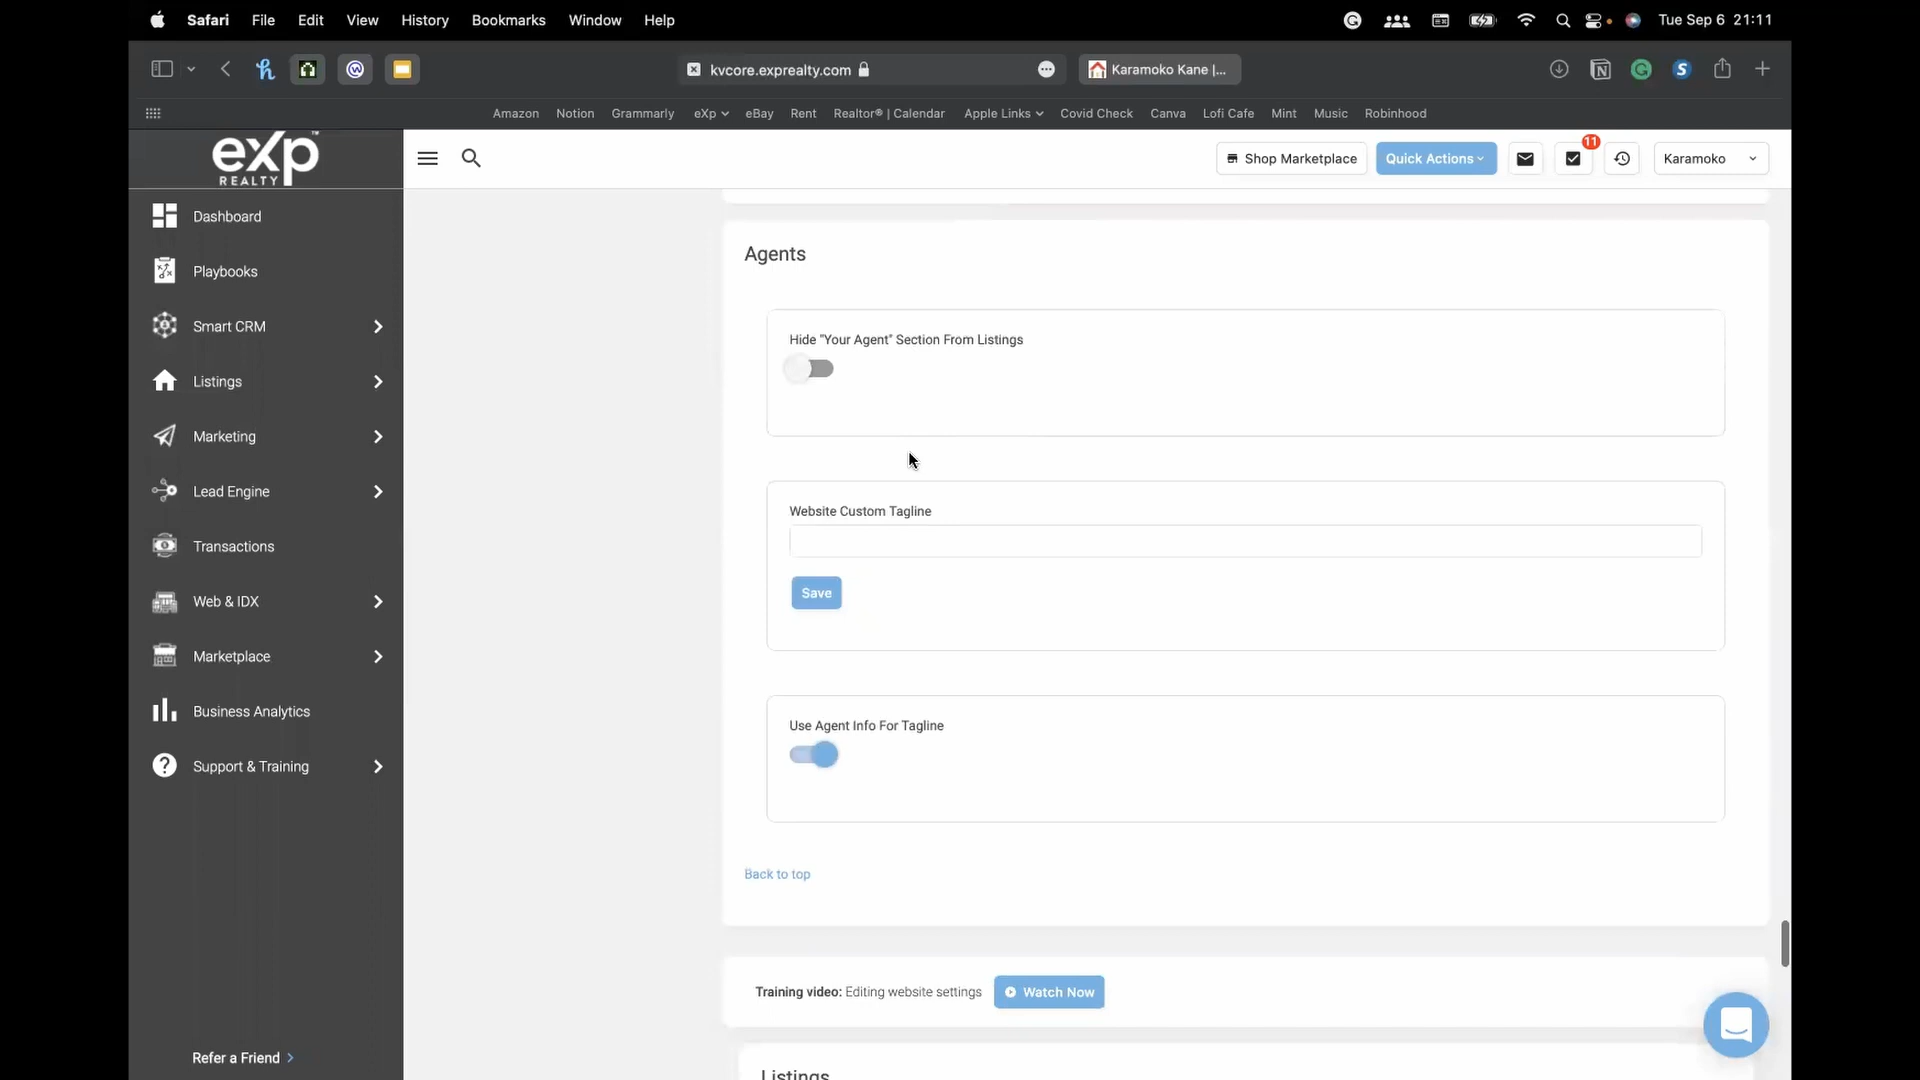 Safari File Edit View History Bookmarks Window Help Tue Sep 6 21:11
kvcore.exprealty.com Karamoko Kane |...
Amazon Notion Grammarly eXp eBay Rent Realtor® | Calendar Apple Links Covid Check Canva Lofi Cafe Mint Music Robinhood
exp™
REALTY
Shop Marketplace Quick Actions 11 Karamoko
Dashboard
Playbooks
Smart CRM
Listings
Marketing
Lead Engine
Transactions
Web & IDX
Marketplace
Business Analytics
Support & Training
Refer a Friend
Agents
Hide "Your Agent" Section From Listings
Website Custom Tagline
Save
Use Agent Info For Tagline
Back to top
Training video: Editing website settings Watch Now
Listings